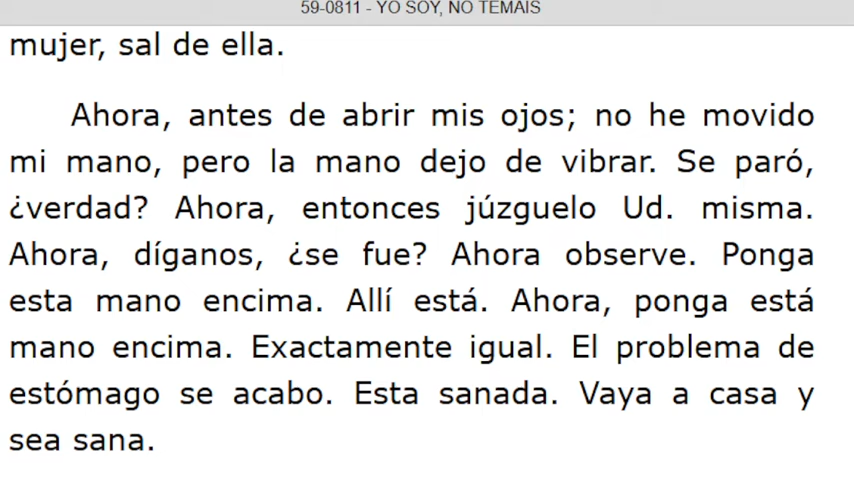 59-0811 - YO SOY, NO TEMAIS
mujer, sal de ella.
Ahora, antes de abrir mis ojos; no he movido
mi mano, pero la mano dejo de vibrar. Se paró,
¿verdad? Ahora, entonces júzguelo Ud. misma.
Ahora, díganos, ¿se fue? Ahora observe. Ponga
esta mano encima. Allí está. Ahora, ponga está
mano encima. Exactamente igual. El problema de
estómago se acabo. Esta sanada. Vaya a casa y
sea sana.